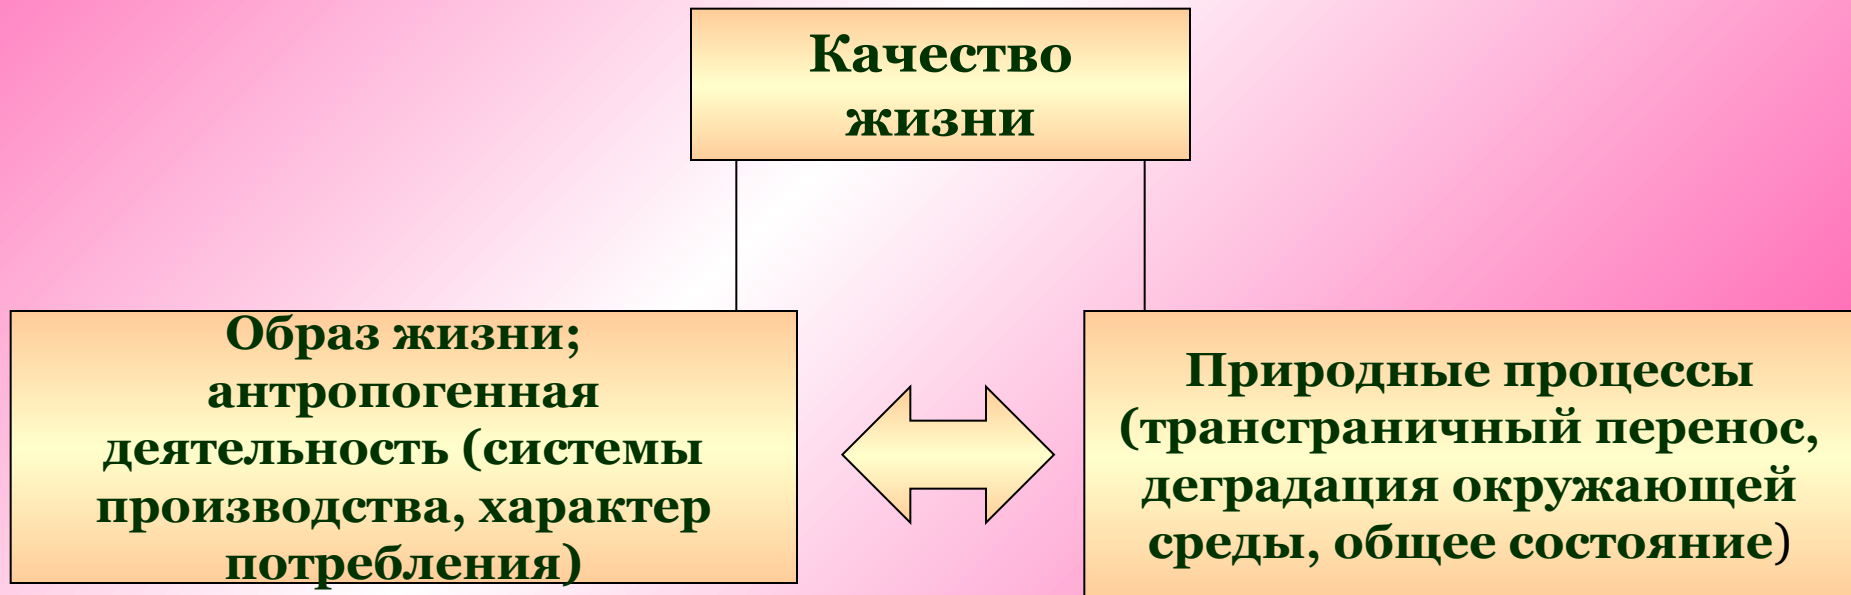 Качество
жизни
Образ жизни;
антропогенная
деятельность (системы
производства, характер
потребления)
Природные процессы
(трансграничный перенос,
деградация окружающей
среды, общее состояние)